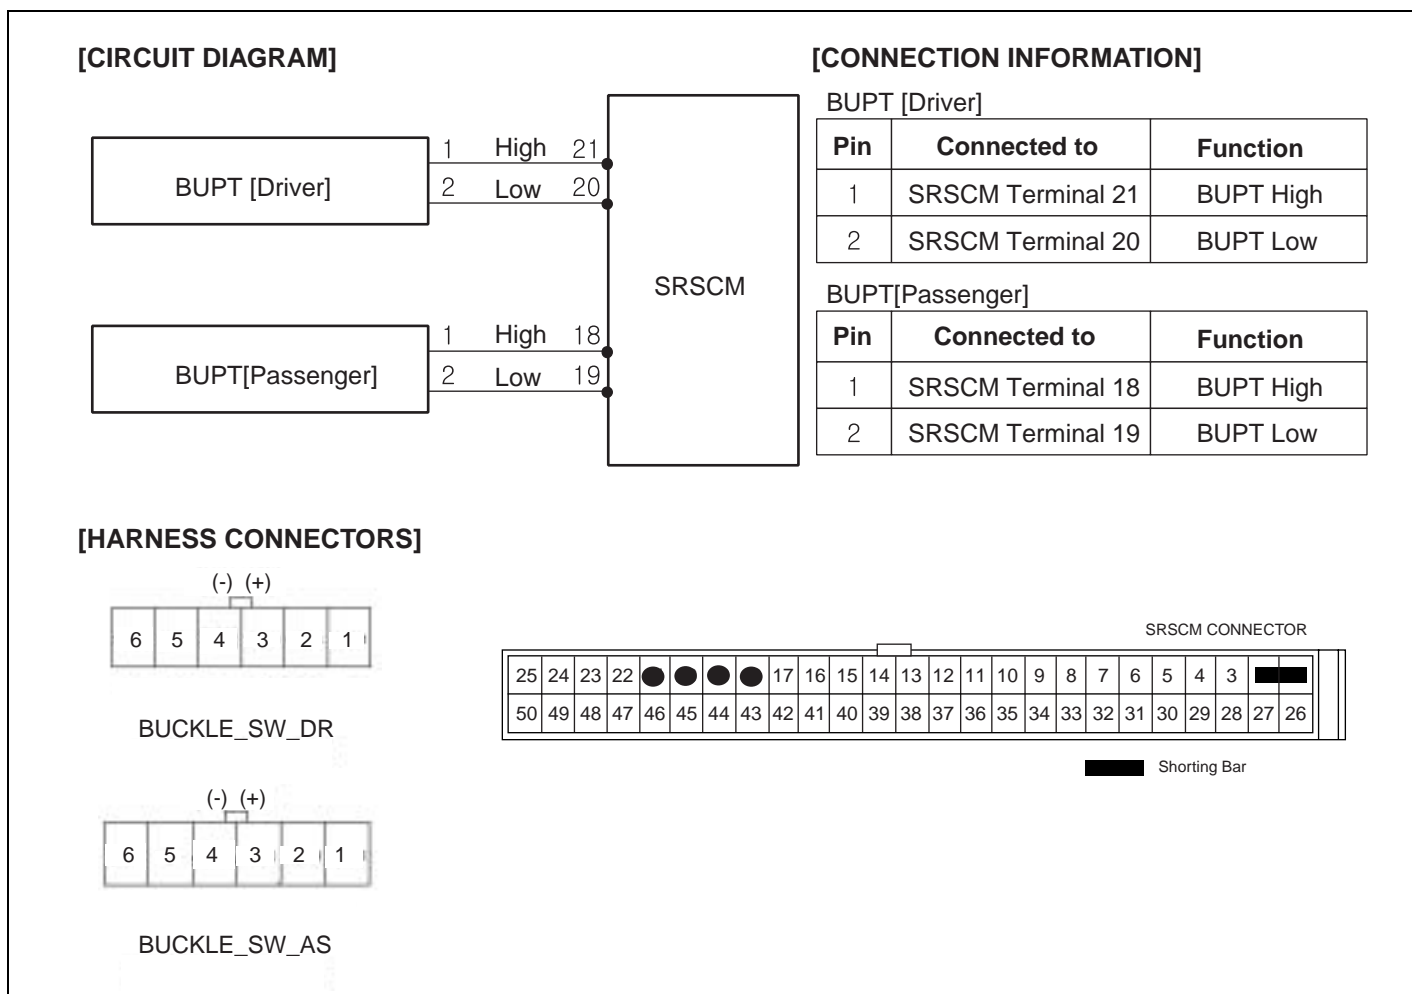 [CIRCUIT DIAGRAM]
BUPT [Driver]
1 High 21
2 Low 20
SRSCM
BUPT[Passenger]
1 High 18
2 Low 19
[CONNECTION INFORMATION]
BUPT [Driver]
Pin Connected to Function
1 SRSCM Terminal 21 BUPT High
2 SRSCM Terminal 20 BUPT Low
BUPT[Passenger]
Pin Connected to Function
1 SRSCM Terminal 18 BUPT High
2 SRSCM Terminal 19 BUPT Low
[HARNESS CONNECTORS]
(-) (+)
6 5 4 3 2 1
BUCKLE_SW_DR
(-) (+)
6 5 4 3 2 1
BUCKLE_SW_AS
SRSCM CONNECTOR
25 24 23 22 17 16 15 14 13 12 11 10 9 8 7 6 5 4 3
50 49 48 47 46 45 44 43 42 41 40 39 38 37 36 35 34 33 32 31 30 29 28 27 26
Shorting Bar